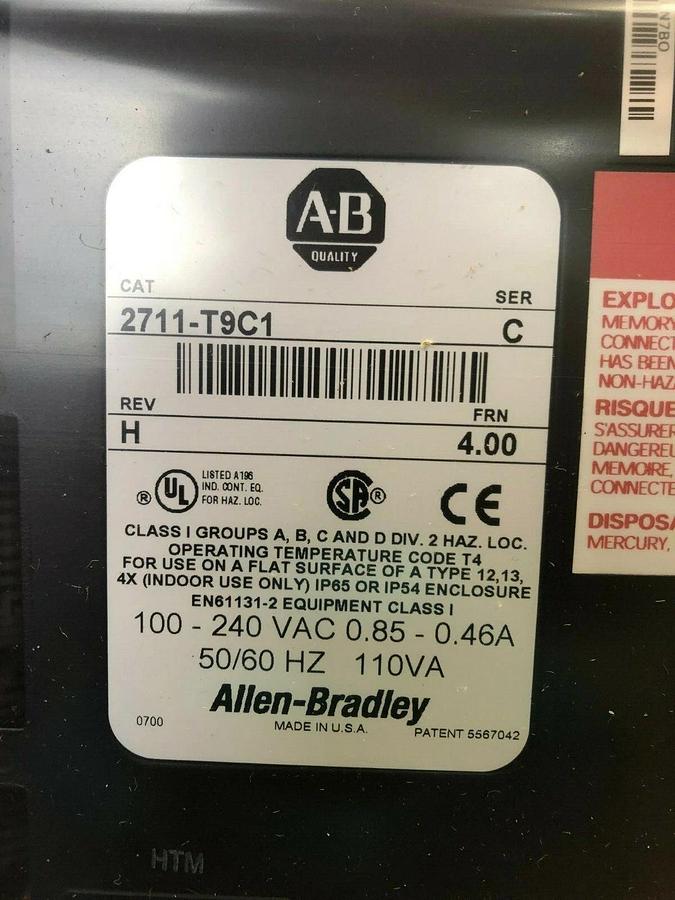 N7BO
A-B
QUALITY
CAT
SER
2711-T9C1
C
REV
FRN
H
4.00
® UL LISTED A196
IND. CONT. EQ.
FOR HAZ. LOC.
SA ®
CE
CLASS I GROUPS A, B, C AND D DIV. 2 HAZ. LOC.
OPERATING TEMPERATURE CODE T4
FOR USE ON A FLAT SURFACE OF A TYPE 12,13,
4X (INDOOR USE ONLY) IP65 OR IP54 ENCLOSURE
EN61131-2 EQUIPMENT CLASS I
100 - 240 VAC 0.85 - 0.46A
50/60 HZ 110VA
Allen-Bradley
0700
MADE IN U.S.A.
PATENT 5567042
EXPLO
MEMORY
CONNECT
HAS BEEN
NON-HAZ
RISQUE
S'ASSURER
DANGEREU
MEMOIRE,
CONNECTE
DISPOSA
MERCURY,
HTM